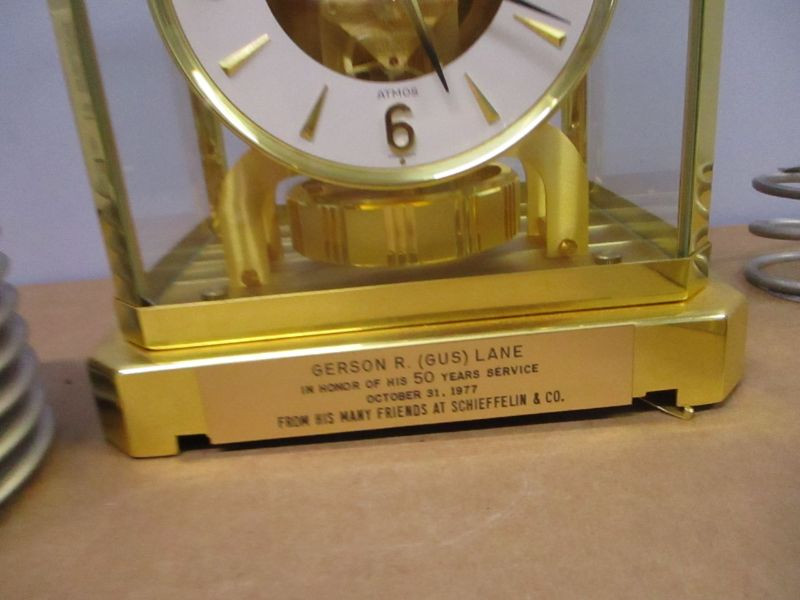 ATMOS
6
GERSON R. (GUS) LANE
IN HONOR OF HIS 50 YEARS SERVICE
OCTOBER 31, 1977
FROM HIS MANY FRIENDS AT SCHIEFFELIN & CO.